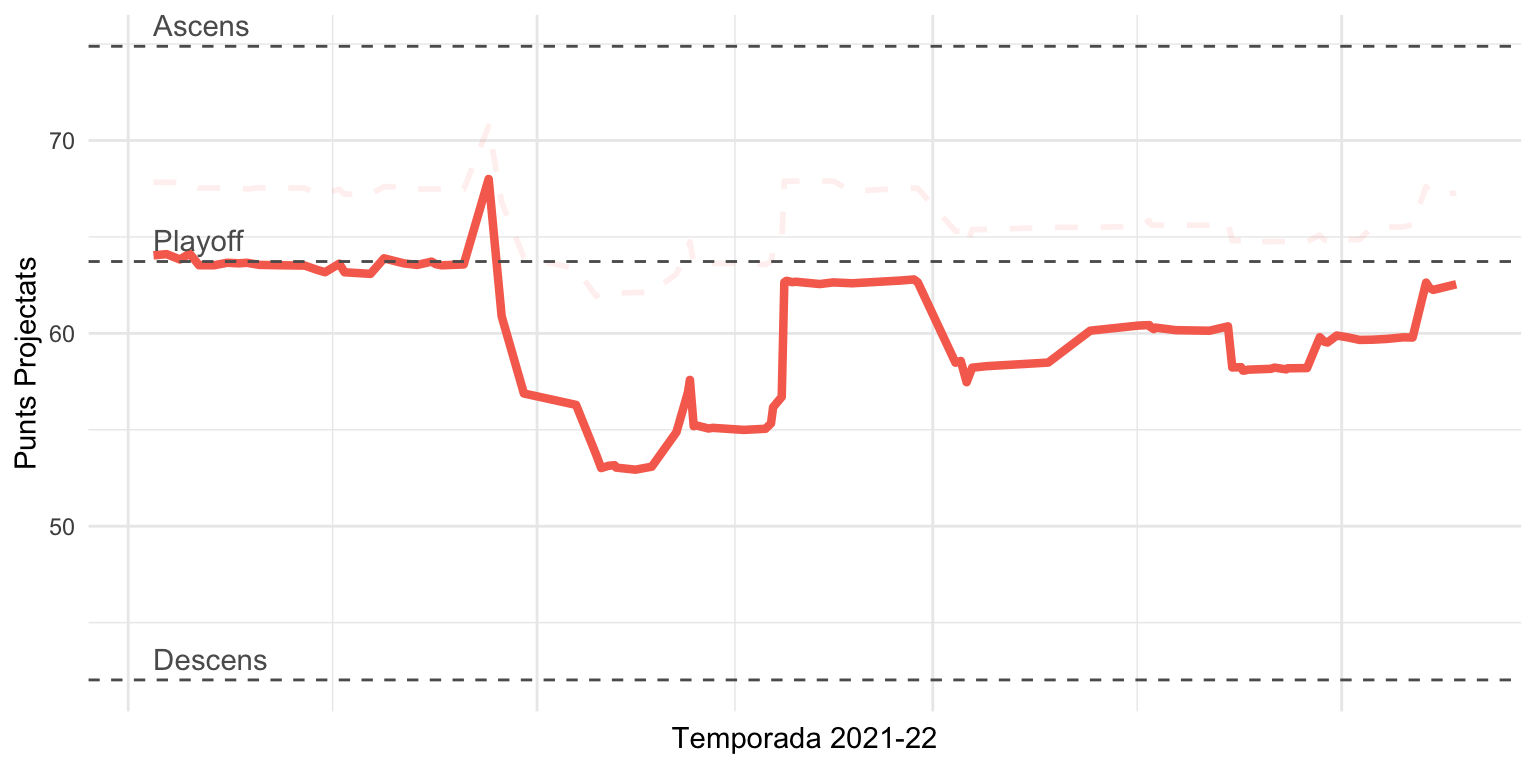 Ascens
70
Playoff
60
50
Descens
Punts Projectats
Temporada 2021-22